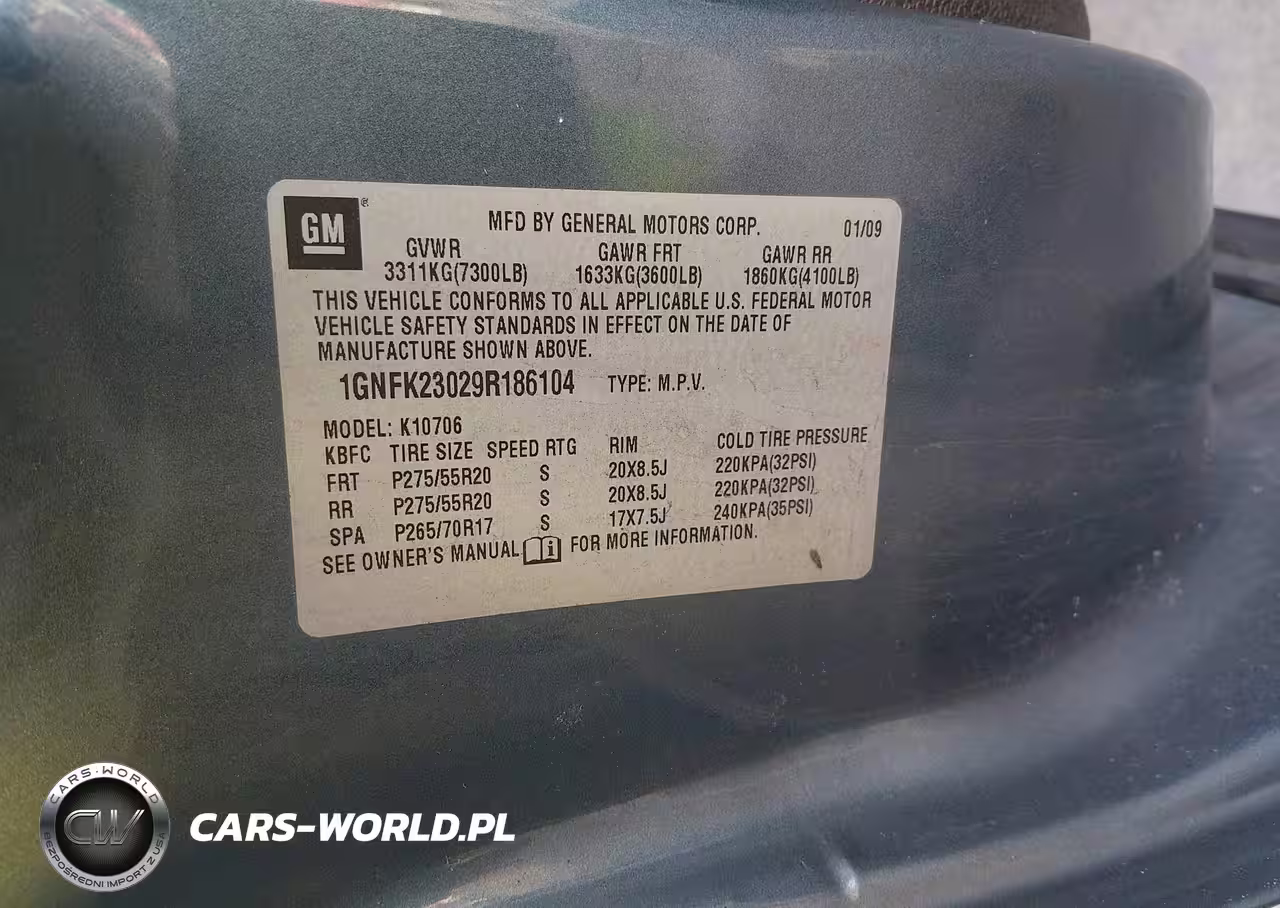 GM ®
MFD BY GENERAL MOTORS CORP. 01/09
GVWR GAWR FRT GAWR RR
3311KG(7300LB) 1633KG(3600LB) 1860KG(4100LB)
THIS VEHICLE CONFORMS TO ALL APPLICABLE U.S. FEDERAL MOTOR
VEHICLE SAFETY STANDARDS IN EFFECT ON THE DATE OF
MANUFACTURE SHOWN ABOVE.
1GNFK23029R186104 TYPE: M.P.V.
MODEL: K10706
KBFC TIRE SIZE SPEED RTG RIM COLD TIRE PRESSURE
FRT P275/55R20 S 20X8.5J 220KPA(32PSI)
RR P275/55R20 S 20X8.5J 220KPA(32PSI)
SPA P265/70R17 S 17X7.5J 240KPA(35PSI)
SEE OWNER'S MANUAL i FOR MORE INFORMATION.
CARS-WORLD
CW
BEZPOŚREDNI IMPORT Z USA
CARS-WORLD.PL